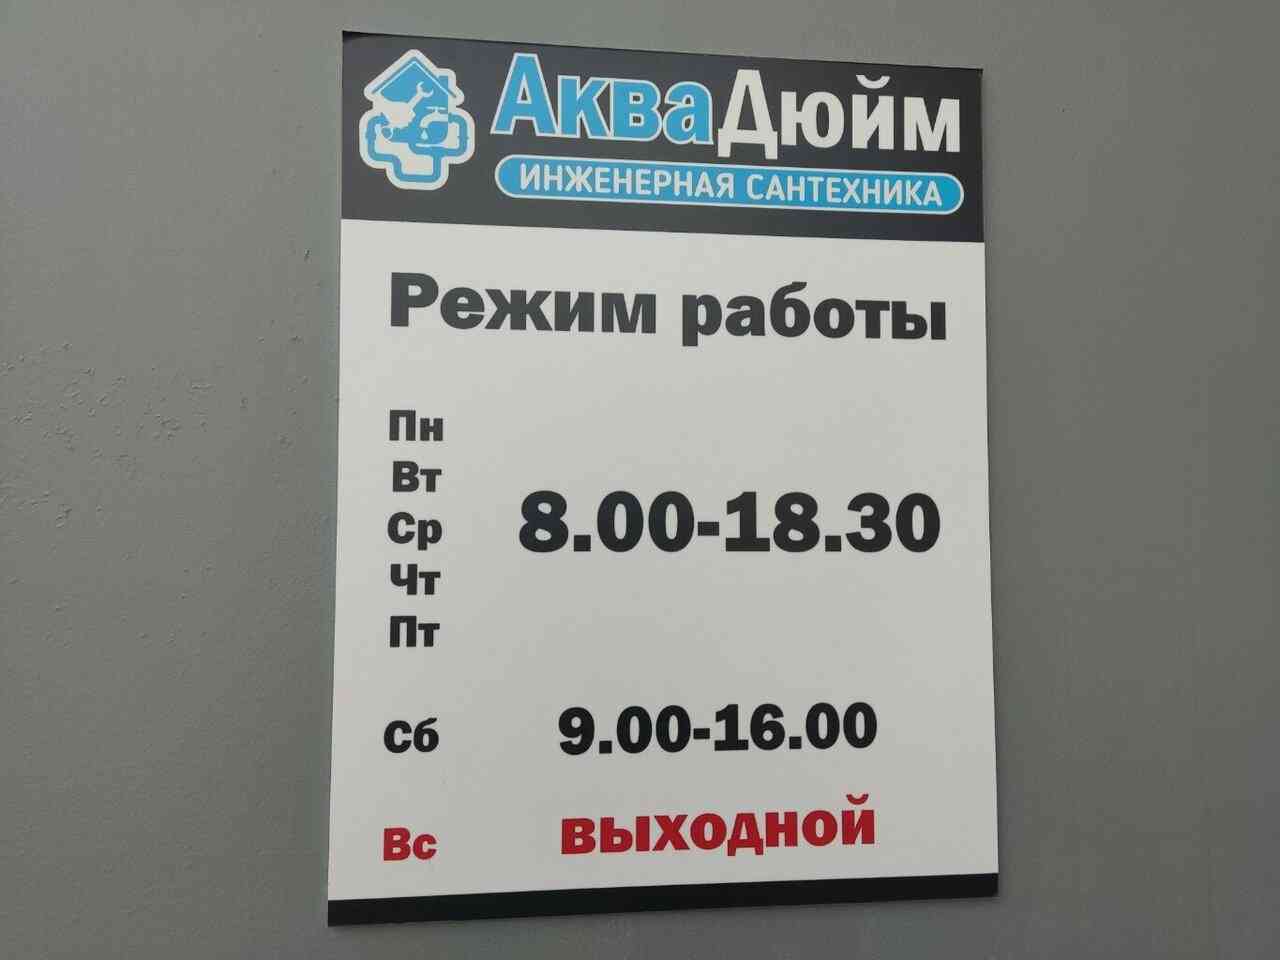 АкваДюйм
ИНЖЕНЕРНАЯ САНТЕХНИКА
Режим работы
Пн
Вт
Ср 8.00-18.30
Чт
Пт
Сб 9.00-16.00
Вс выходной